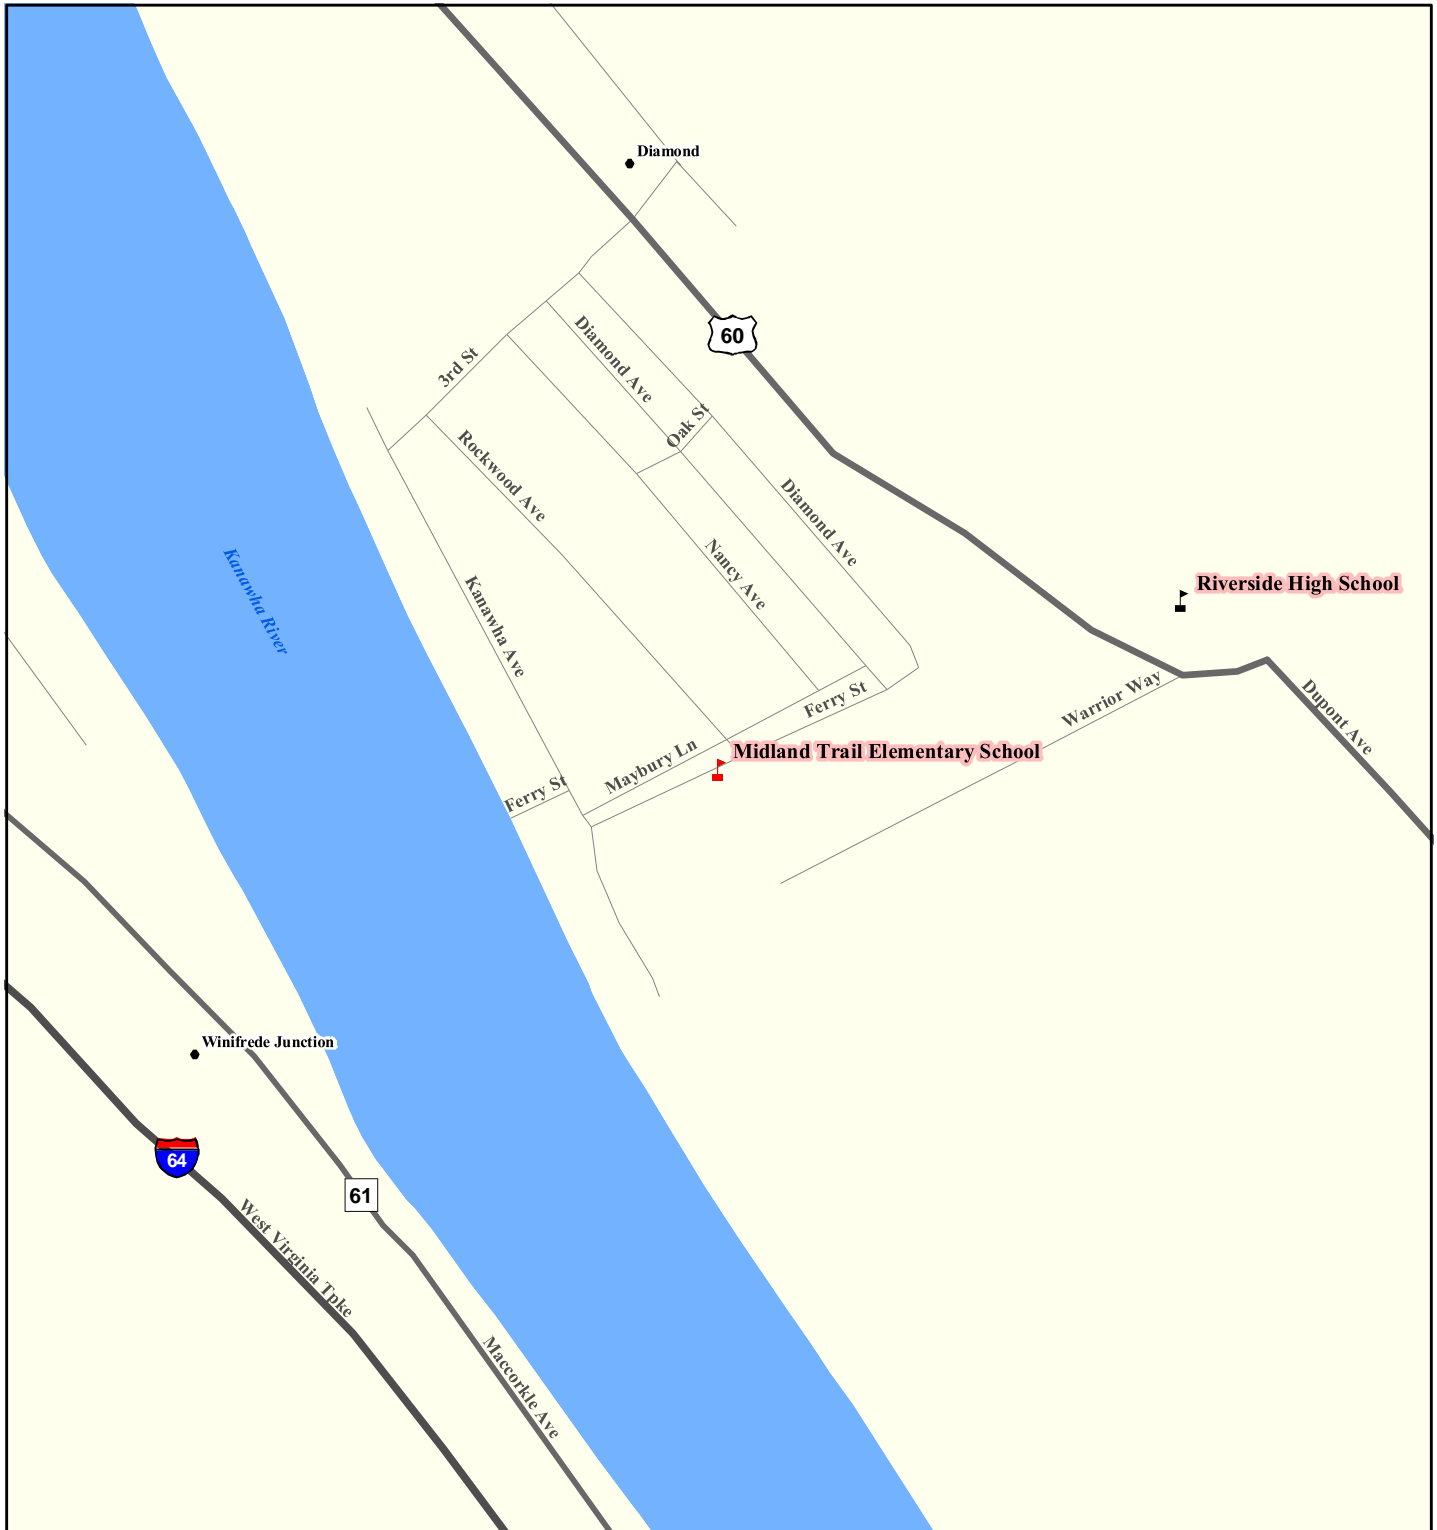 Diamond
60
Diamond Ave
3rd St
Oak St
Rockwood Ave
Diamond Ave
Nancy Ave
Kanawha River
Kanawha Ave
Riverside High School
Ferry St
Warrior Way
Dupont Ave
Maybury Ln
Midland Trail Elementary School
Ferry St
Winifrede Junction
64
61
West Virginia Tpke
Maccorkle Ave